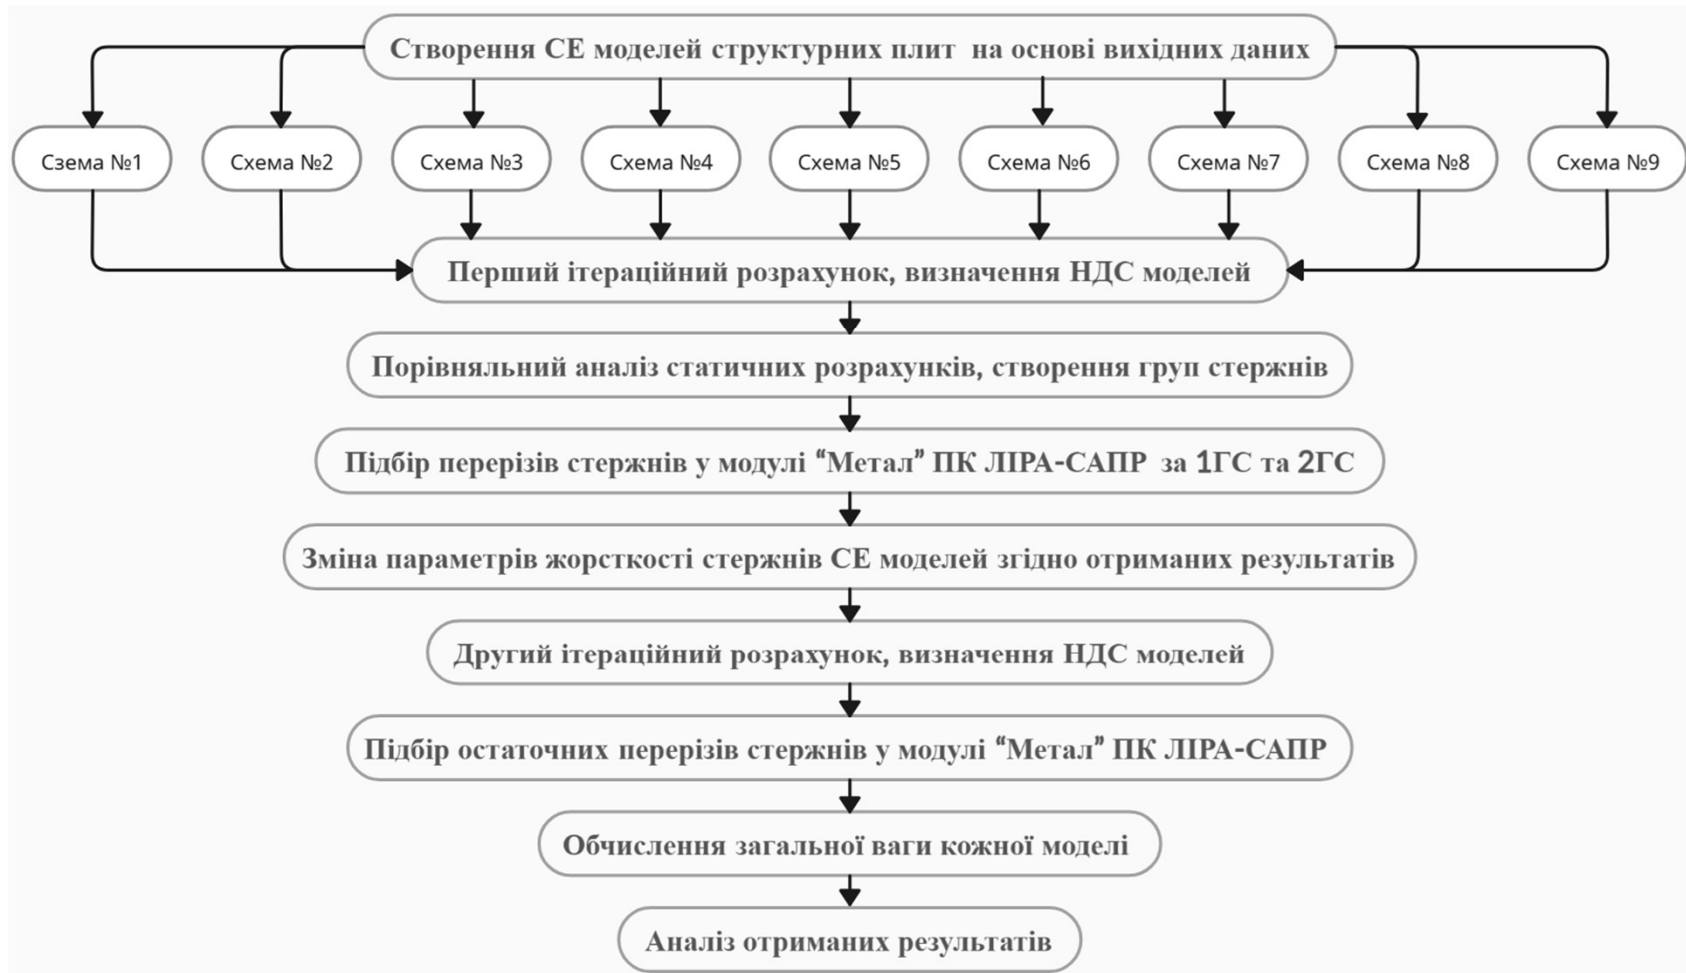 Створення СЕ моделей структурних плит на основі вихідних даних
Сзема №1
Схема №2
Схема №3
Схема №4
Схема №5
Схема №6
Схема №7
Схема №8
Схема №9
Перший ітераційний розрахунок, визначення НДС моделей
Порівняльний аналіз статичних розрахунків, створення груп стержнів
Підбір перерізів стержнів у модулі “Метал” ПК ЛІРА-САПР за 1ГС та 2ГС
Зміна параметрів жорсткості стержнів СЕ моделей згідно отриманих результатів
Другий ітераційний розрахунок, визначення НДС моделей
Підбір остаточних перерізів стержнів у модулі “Метал” ПК ЛІРА-САПР
Обчислення загальної ваги кожної моделі
Аналіз отриманих результатів